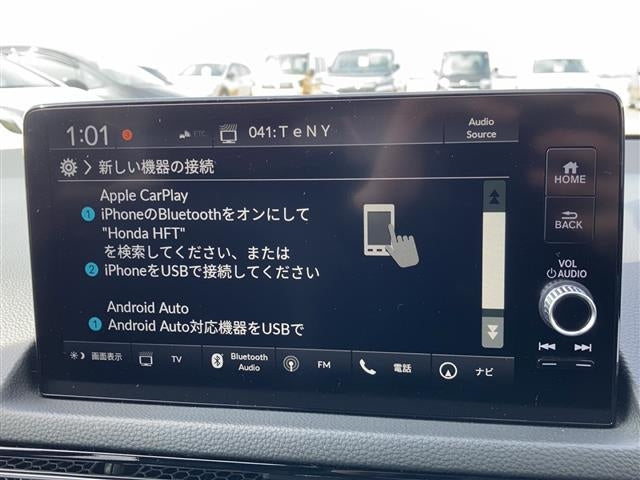 1:01 3 ETC 041:TeNY Audio
Source
新しい機器の接続
HOME
Apple CarPlay
1 iPhoneのBluetoothをオンにして
"Honda HFT"
を検索してください、または
2 iPhoneをUSBで接続してください
BACK
VOL
AUDIO
Android Auto
1 Android Auto対応機器をUSBで
画面表示 TV Bluetooth
Audio FM 電話 ナビ